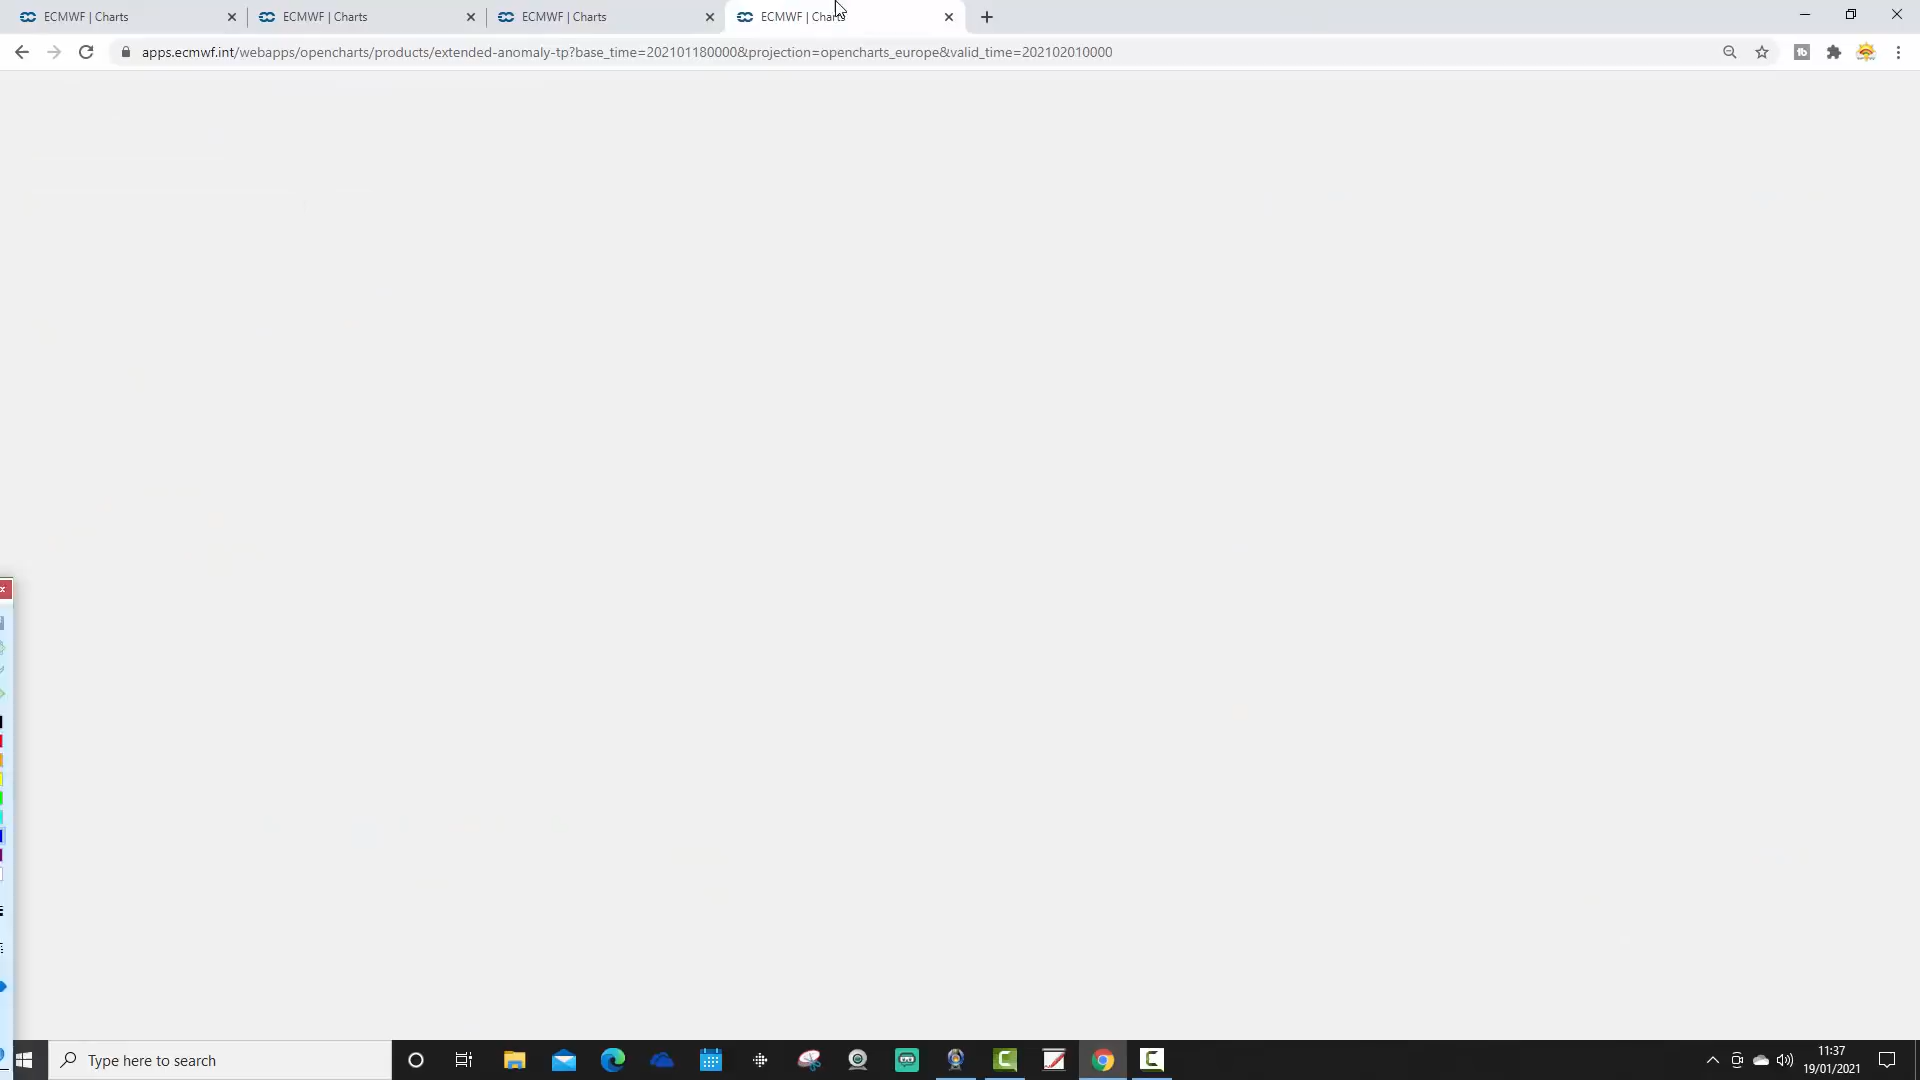 ECMWF | Charts
ECMWF | Charts
ECMWF | Charts
ECMWF | Charts
apps.ecmwf.int/webapps/opencharts/products/extended-anomaly-tp?base_time=202101180000&projection=opencharts_europe&valid_time=202102010000
Type here to search
11:37
19/01/2021